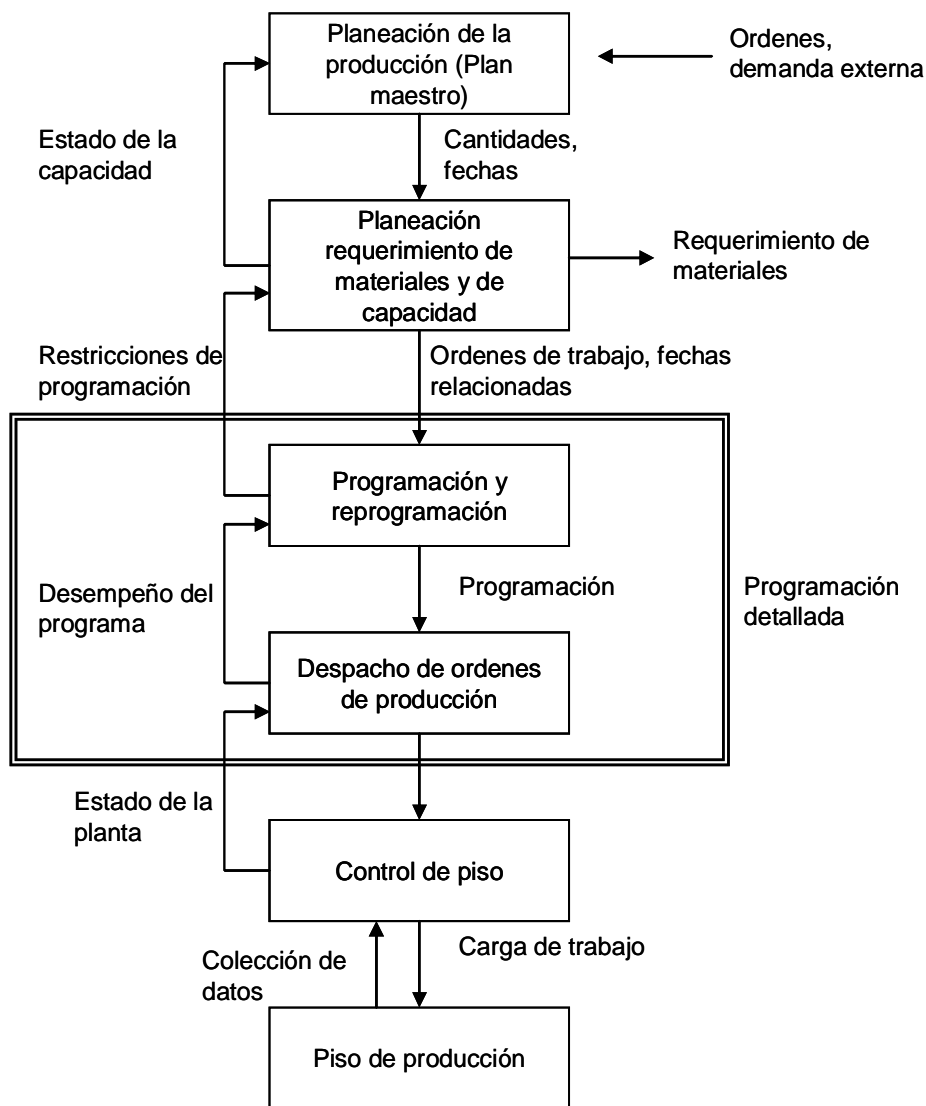 Planeación de la
producción (Plan
maestro)
Ordenes,
demanda externa
Estado de la
capacidad
Cantidades,
fechas
Planeación
requerimiento de
materiales y de
capacidad
Requerimiento de
materiales
Restricciones de
programación
Ordenes de trabajo, fechas
relacionadas
Programación y
reprogramación
Desempeño del
programa
Programación
Programación
detallada
Despacho de ordenes
de producción
Estado de la
planta
Control de piso
Colección de
datos
Carga de trabajo
Piso de producción